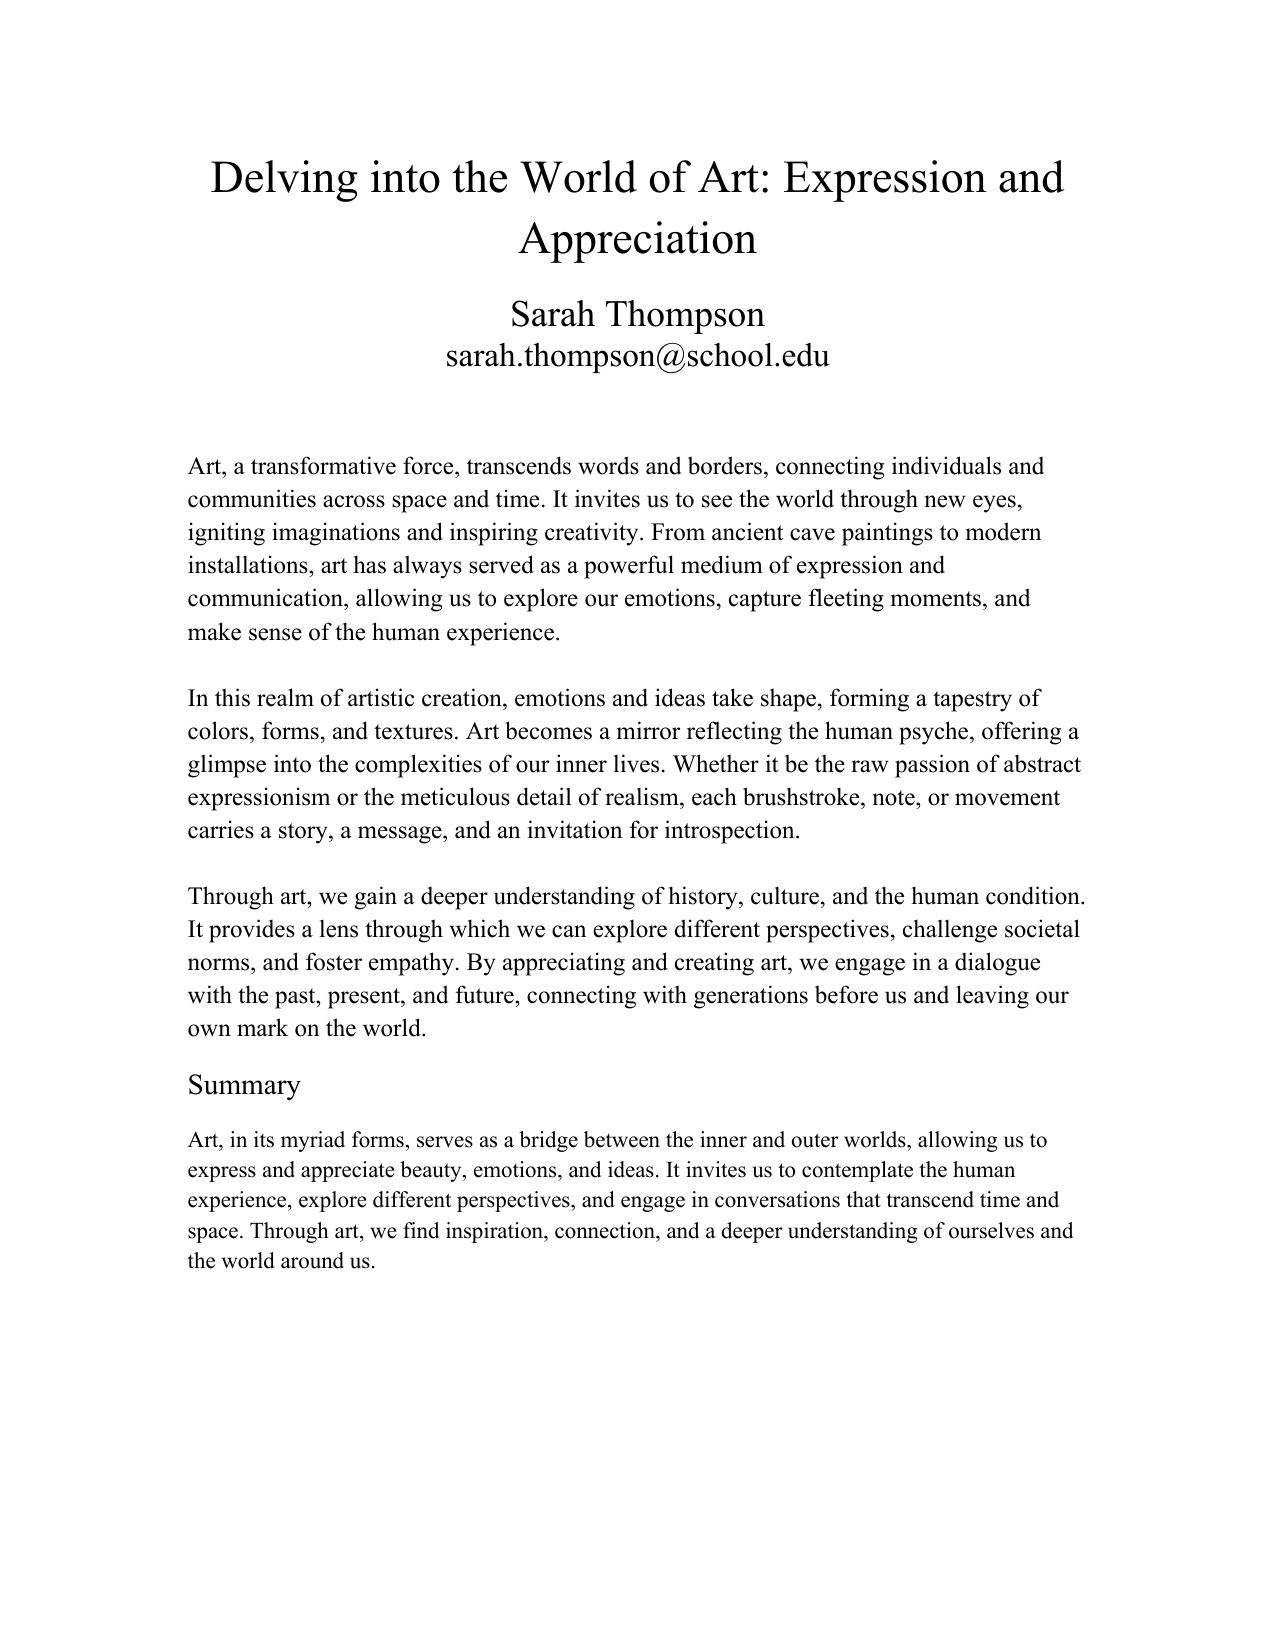 Delving into the World of Art: Expression and
Appreciation
Sarah Thompson
sarah.thompson@school.edu
Art, a transformative force, transcends words and borders, connecting individuals and
communities across space and time. It invites us to see the world through new eyes,
igniting imaginations and inspiring creativity. From ancient cave paintings to modern
installations, art has always served as a powerful medium of expression and
communication, allowing us to explore our emotions, capture fleeting moments, and
make sense of the human experience.
In this realm of artistic creation, emotions and ideas take shape, forming a tapestry of
colors, forms, and textures. Art becomes a mirror reflecting the human psyche, offering a
glimpse into the complexities of our inner lives. Whether it be the raw passion of abstract
expressionism or the meticulous detail of realism, each brushstroke, note, or movement
carries a story, a message, and an invitation for introspection.
Through art, we gain a deeper understanding of history, culture, and the human condition.
It provides a lens through which we can explore different perspectives, challenge societal
norms, and foster empathy. By appreciating and creating art, we engage in a dialogue
with the past, present, and future, connecting with generations before us and leaving our
own mark on the world.
Summary
Art, in its myriad forms, serves as a bridge between the inner and outer worlds, allowing us to
express and appreciate beauty, emotions, and ideas. It invites us to contemplate the human
experience, explore different perspectives, and engage in conversations that transcend time and
space. Through art, we find inspiration, connection, and a deeper understanding of ourselves and
the world around us.